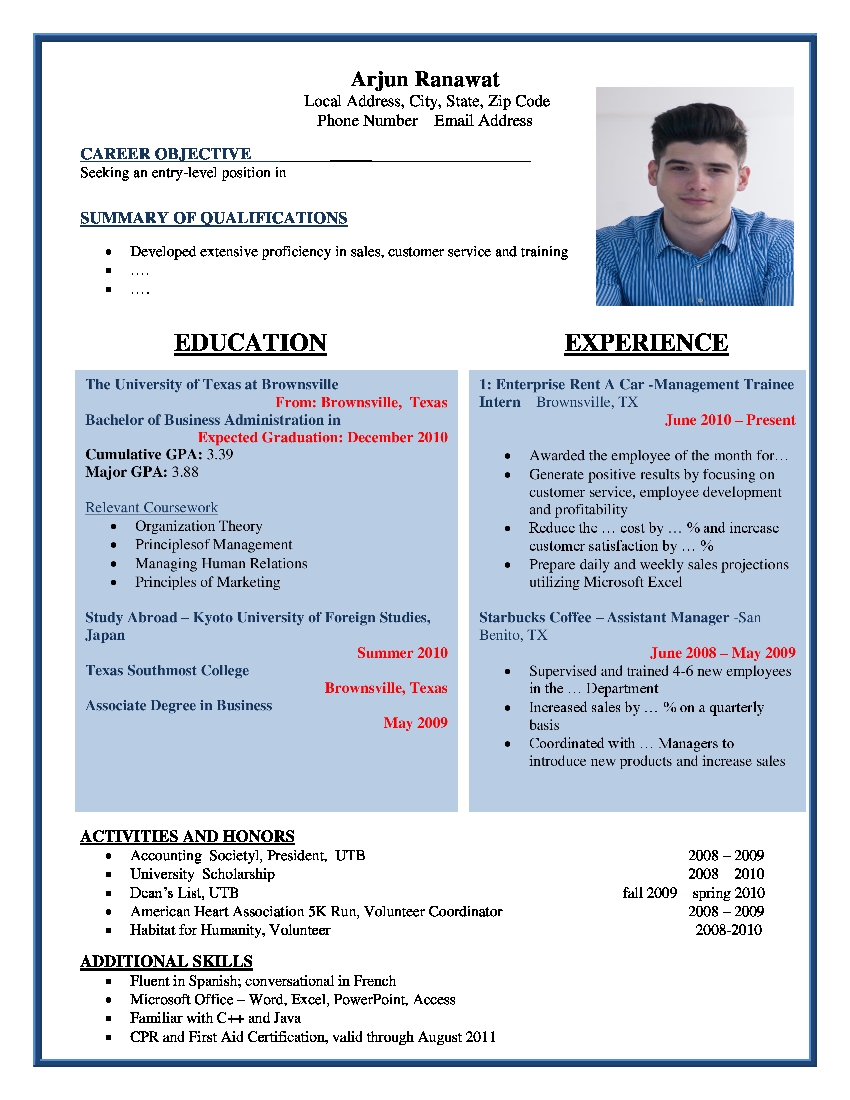 Arjun Ranawat
Local Address, City, State, Zip Code
Phone Number    Email Address
CAREER OBJECTIVE
Seeking an entry-level position in
SUMMARY OF QUALIFICATIONS
• Developed extensive proficiency in sales, customer service and training
▪ ….
▪ ….
EDUCATION
The University of Texas at Brownsville
From: Brownsville,  Texas
Bachelor of Business Administration in
Expected Graduation: December 2010
Cumulative GPA: 3.39
Major GPA: 3.88
Relevant Coursework
• Organization Theory
• Principlesof Management
• Managing Human Relations
• Principles of Marketing
Study Abroad – Kyoto University of Foreign Studies,
Japan
Summer 2010
Texas Southmost College
Brownsville, Texas
Associate Degree in Business
May 2009
EXPERIENCE
1: Enterprise Rent A Car -Management Trainee
Intern    Brownsville, TX
June 2010 – Present
• Awarded the employee of the month for…
• Generate positive results by focusing on
customer service, employee development
and profitability
• Reduce the … cost by … % and increase
customer satisfaction by … %
• Prepare daily and weekly sales projections
utilizing Microsoft Excel
Starbucks Coffee – Assistant Manager -San
Benito, TX
June 2008 – May 2009
• Supervised and trained 4-6 new employees
in the … Department
• Increased sales by … % on a quarterly
basis
• Coordinated with … Managers to
introduce new products and increase sales
ACTIVITIES AND HONORS
• Accounting  Societyl, President,  UTB    2008 – 2009
▪ University  Scholarship    2008    2010
▪ Dean’s List, UTB    fall 2009    spring 2010
• American Heart Association 5K Run, Volunteer Coordinator    2008 – 2009
▪ Habitat for Humanity, Volunteer    2008-2010
ADDITIONAL SKILLS
▪ Fluent in Spanish; conversational in French
• Microsoft Office – Word, Excel, PowerPoint, Access
▪ Familiar with C++ and Java
▪ CPR and First Aid Certification, valid through August 2011